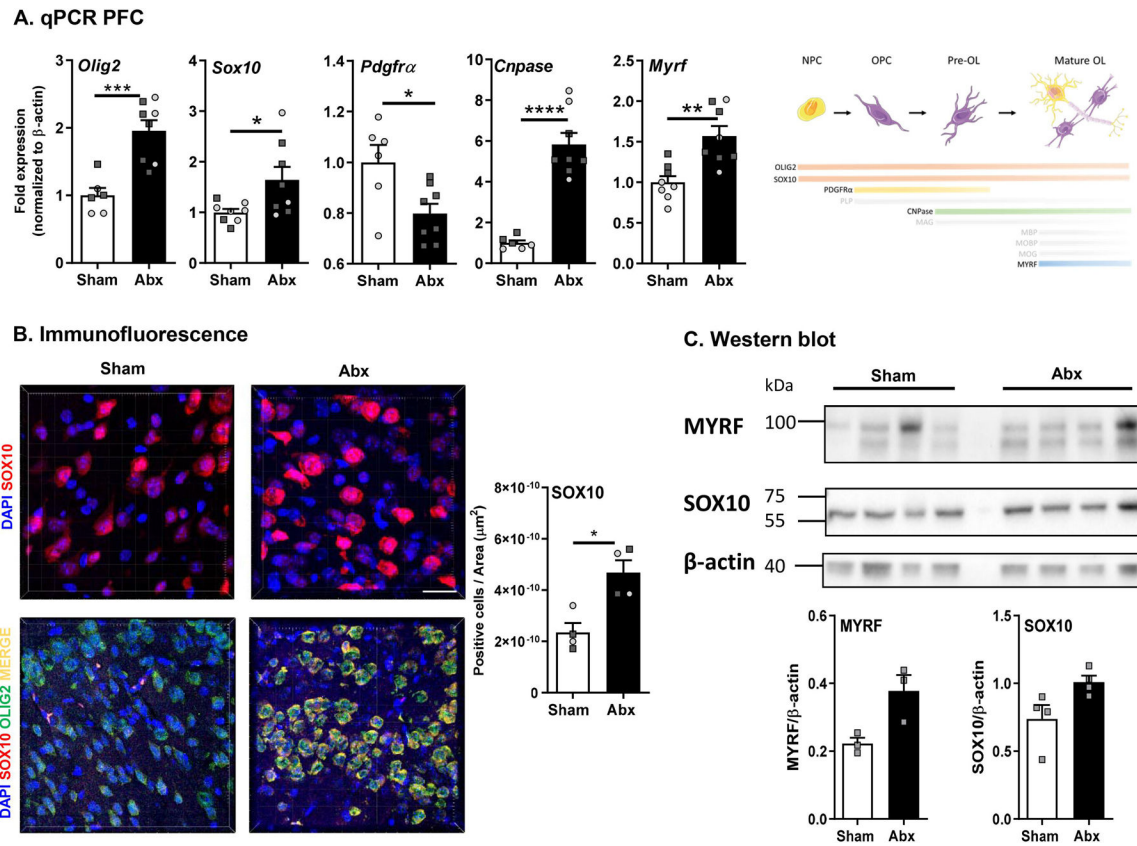 A. qPCR PFC
Fold expression
(normalized to β-actin)
Olig2
***
3
2
1
0
Sham Abx
Sox10
*
4
3
2
1
0
Sham Abx
Pdgfrα
*
1.4
1.2
1.0
0.8
0.6
Sham Abx
Cnpase
****
10
8
6
4
2
0
Sham Abx
Myrf
**
2.5
2.0
1.5
1.0
0.5
0.0
Sham Abx
NPC OPC Pre-OL Mature OL
OLIG2
SOX10
PDGFRα
PLP
CNPase
MAG
MBP
MOBP
MOG
MYRF
B. Immunofluorescence
Sham Abx
DAPI SOX10
DAPI SOX10 OLIG2 MERGE
Positive cells / Area (μm²)
SOX10
*
8×10⁻¹⁰
6×10⁻¹⁰
4×10⁻¹⁰
2×10⁻¹⁰
0
Sham Abx
C. Western blot
kDa
Sham Abx
MYRF 100
SOX10 75
55
β-actin 40
MYRF/β-actin
MYRF
0.6
0.4
0.2
0.0
Sham Abx
SOX10/β-actin
SOX10
1.5
1.0
0.5
0.0
Sham Abx